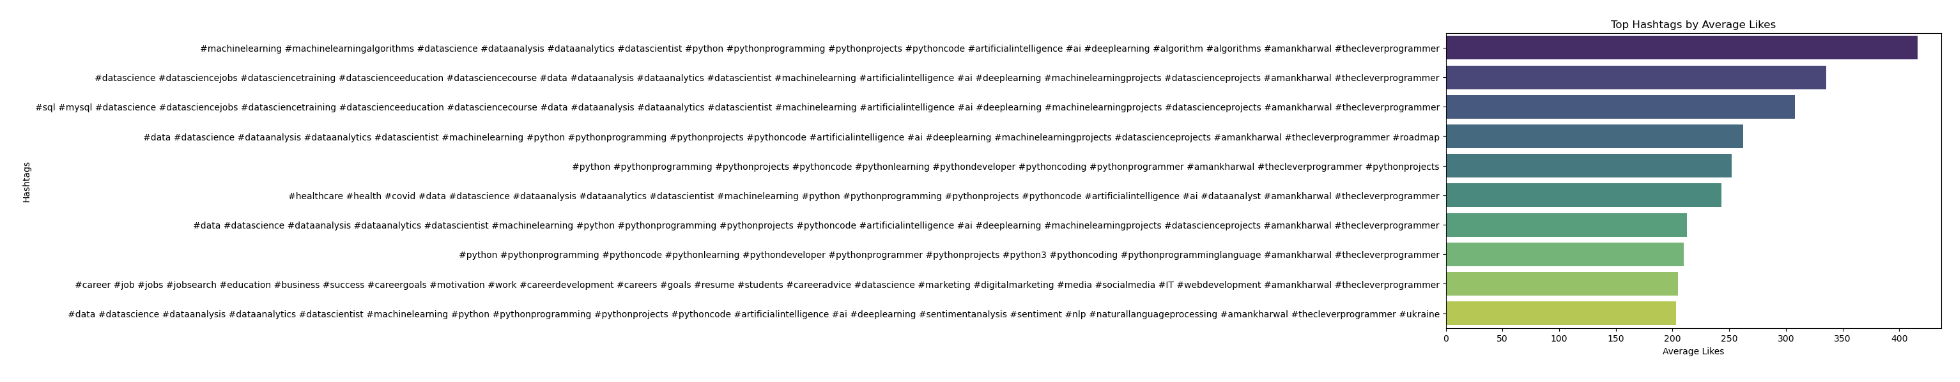 Top Hashtags by Average Likes
#machinelearning #machinelearningalgorithms #datascience #dataanalysis #dataanalytics #datascientist #python #pythonprogramming #pythonprojects #pythoncode #artificialintelligence #ai #deeplearning #algorithm #algorithms #amankharwal #thecleverprogrammer
#datascience #datasciencejobs #datasciencetraining #datascienceeducation #datasciencecourse #data #dataanalysis #dataanalytics #datascientist #machinelearning #artificialintelligence #ai #deeplearning #machinelearningprojects #datascienceprojects #amankharwal #thecleverprogrammer
#sql #mysql #datascience #datasciencejobs #datasciencetraining #datascienceeducation #datasciencecourse #data #dataanalysis #dataanalytics #datascientist #machinelearning #artificialintelligence #ai #deeplearning #machinelearningprojects #datascienceprojects #amankharwal #thecleverprogrammer
#data #datascience #dataanalysis #dataanalytics #datascientist #machinelearning #python #pythonprogramming #pythonprojects #pythoncode #artificialintelligence #ai #deeplearning #machinelearningprojects #datascienceprojects #amankharwal #thecleverprogrammer #roadmap
#python #pythonprogramming #pythonprojects #pythoncode #pythonlearning #pythondeveloper #pythoncoding #pythonprogrammer #amankharwal #thecleverprogrammer #pythonprojects
#healthcare #health #covid #data #datascience #dataanalysis #dataanalytics #datascientist #machinelearning #python #pythonprogramming #pythonprojects #pythoncode #artificialintelligence #ai #dataanalyst #amankharwal #thecleverprogrammer
#data #datascience #dataanalysis #dataanalytics #datascientist #machinelearning #python #pythonprogramming #pythonprojects #pythoncode #artificialintelligence #ai #deeplearning #machinelearningprojects #datascienceprojects #amankharwal #thecleverprogrammer
#python #pythonprogramming #pythoncode #pythonlearning #pythondeveloper #pythonprogrammer #pythonprojects #python3 #pythoncoding #pythonprogramminglanguage #amankharwal #thecleverprogrammer
#career #job #jobs #jobsearch #education #business #success #careergoals #motivation #work #careerdevelopment #careers #goals #resume #students #careeradvice #datascience #marketing #digitalmarketing #media #socialmedia #IT #webdevelopment #amankharwal #thecleverprogrammer
#data #datascience #dataanalysis #dataanalytics #datascientist #machinelearning #python #pythonprogramming #pythonprojects #pythoncode #artificialintelligence #ai #deeplearning #sentimentanalysis #sentiment #nlp #naturallanguageprocessing #amankharwal #thecleverprogrammer #ukraine
Hashtags
0 50 100 150 200 250 300 350 400
Average Likes